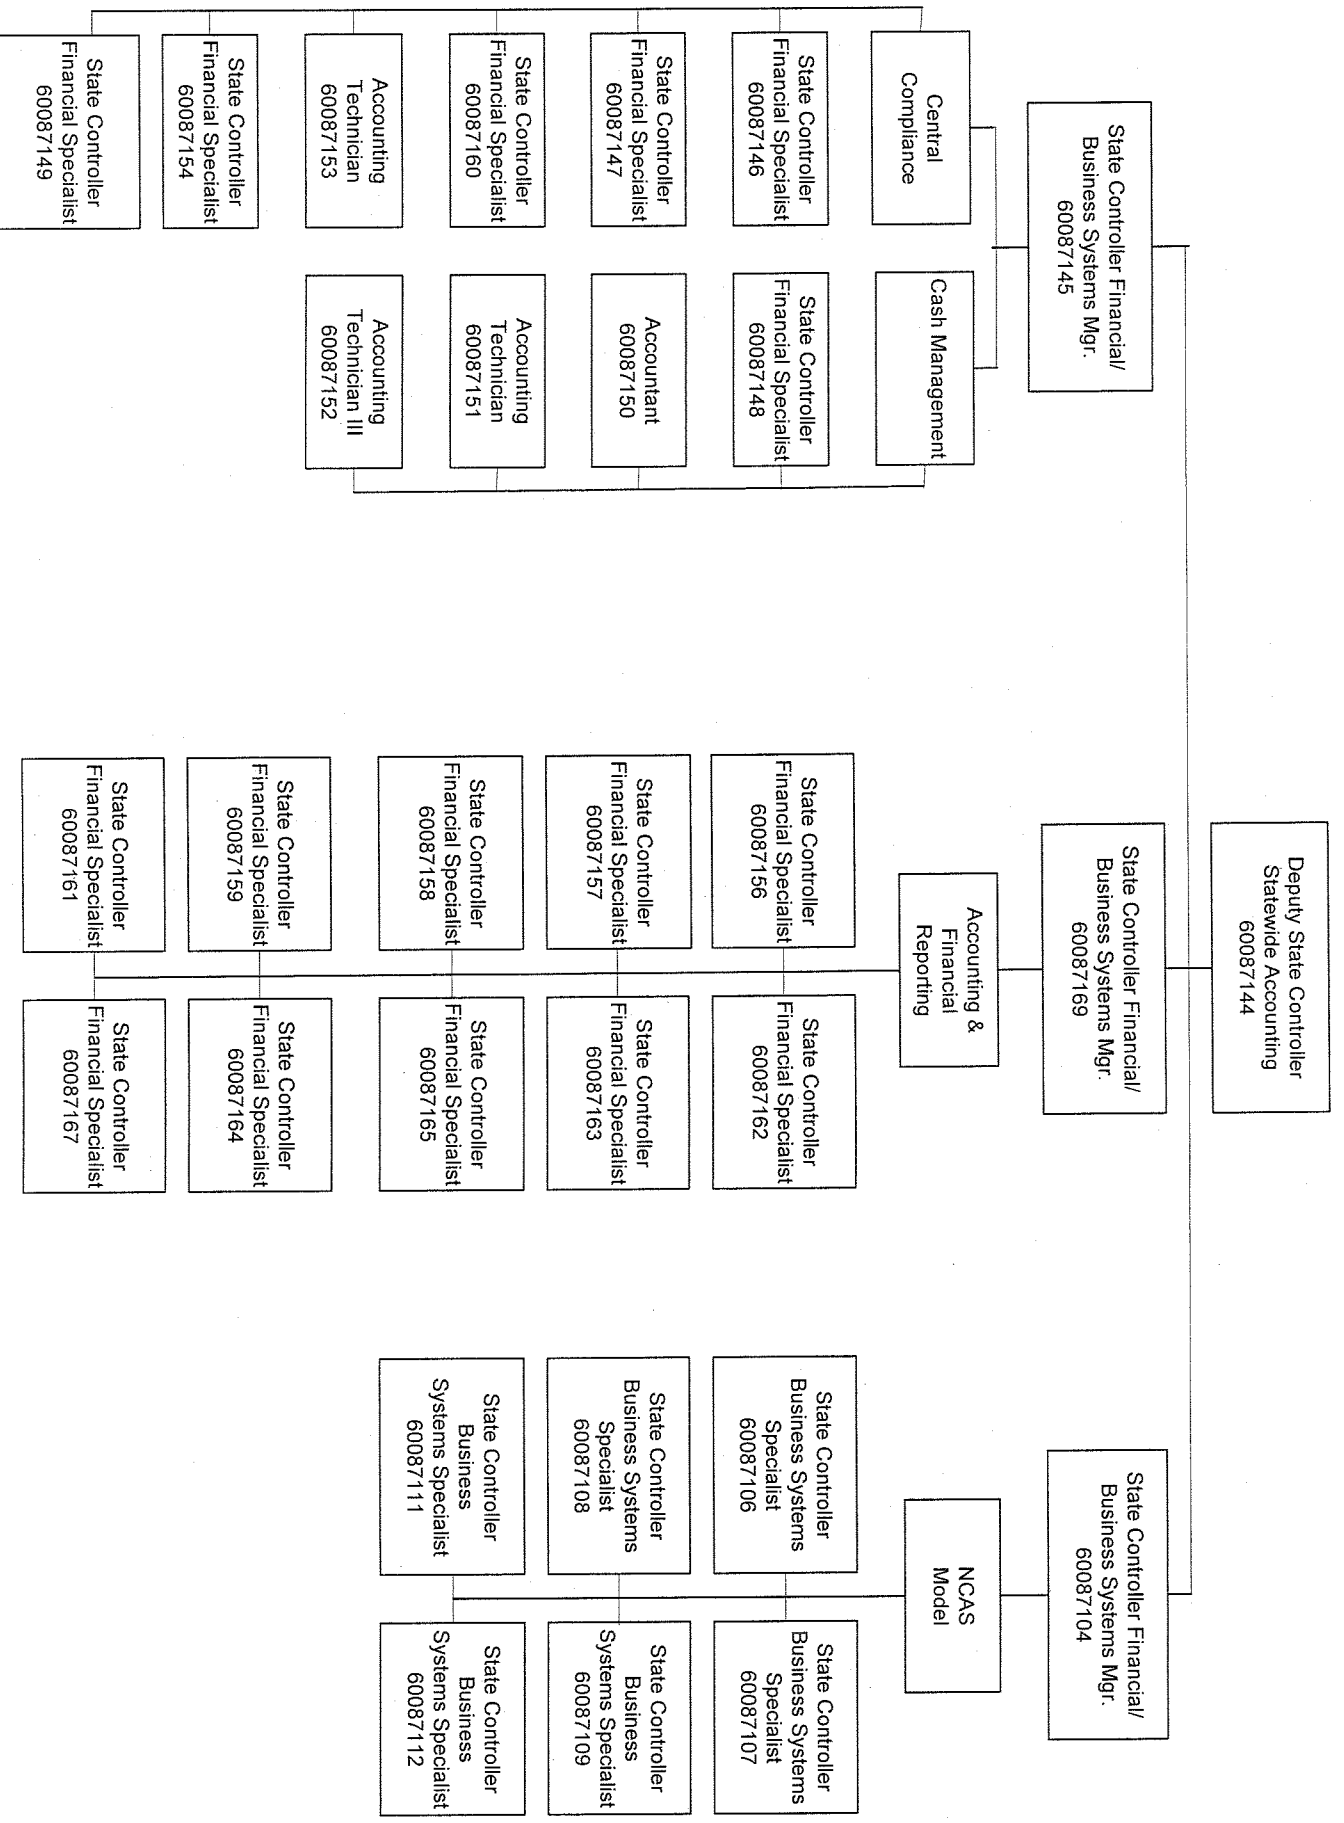 Deputy State Controller
Statewide Accounting
60087144
State Controller Financial/
Business Systems Mgr.
60087145
State Controller Financial/
Business Systems Mgr.
60087169
State Controller Financial/
Business Systems Mgr.
60087104
Central
Compliance
Cash Management
State Controller
Financial Specialist
60087146
State Controller
Financial Specialist
60087148
State Controller
Financial Specialist
60087147
Accountant
60087150
State Controller
Financial Specialist
60087160
Accounting
Technician
60087151
Accounting
Technician
60087153
Accounting
Technician III
60087152
State Controller
Financial Specialist
60087154
State Controller
Financial Specialist
60087149
Accounting &
Financial
Reporting
State Controller
Financial Specialist
60087156
State Controller
Financial Specialist
60087162
State Controller
Financial Specialist
60087157
State Controller
Financial Specialist
60087163
State Controller
Financial Specialist
60087158
State Controller
Financial Specialist
60087165
State Controller
Financial Specialist
60087159
State Controller
Financial Specialist
60087164
State Controller
Financial Specialist
60087161
State Controller
Financial Specialist
60087167
NCAS
Model
State Controller
Business Systems
Specialist
60087106
State Controller
Business Systems
Specialist
60087107
State Controller
Business Systems
Specialist
60087108
State Controller
Business
Systems Specialist
60087109
State Controller
Business
Systems Specialist
60087111
State Controller
Business
Systems Specialist
60087112